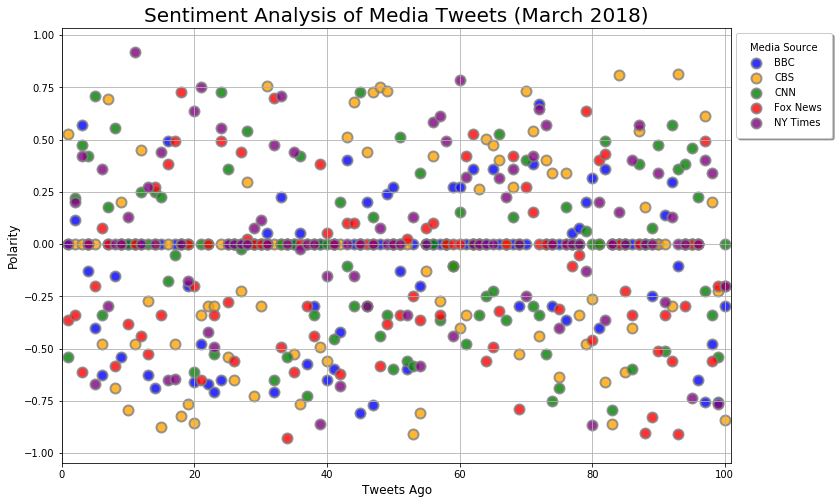 Sentiment Analysis of Media Tweets (March 2018)
1.00
0.75
0.50
0.25
0.00
−0.25
−0.50
−0.75
−1.00
Polarity
0
20
40
60
80
100
Tweets Ago
Media Source
BBC
CBS
CNN
Fox News
NY Times